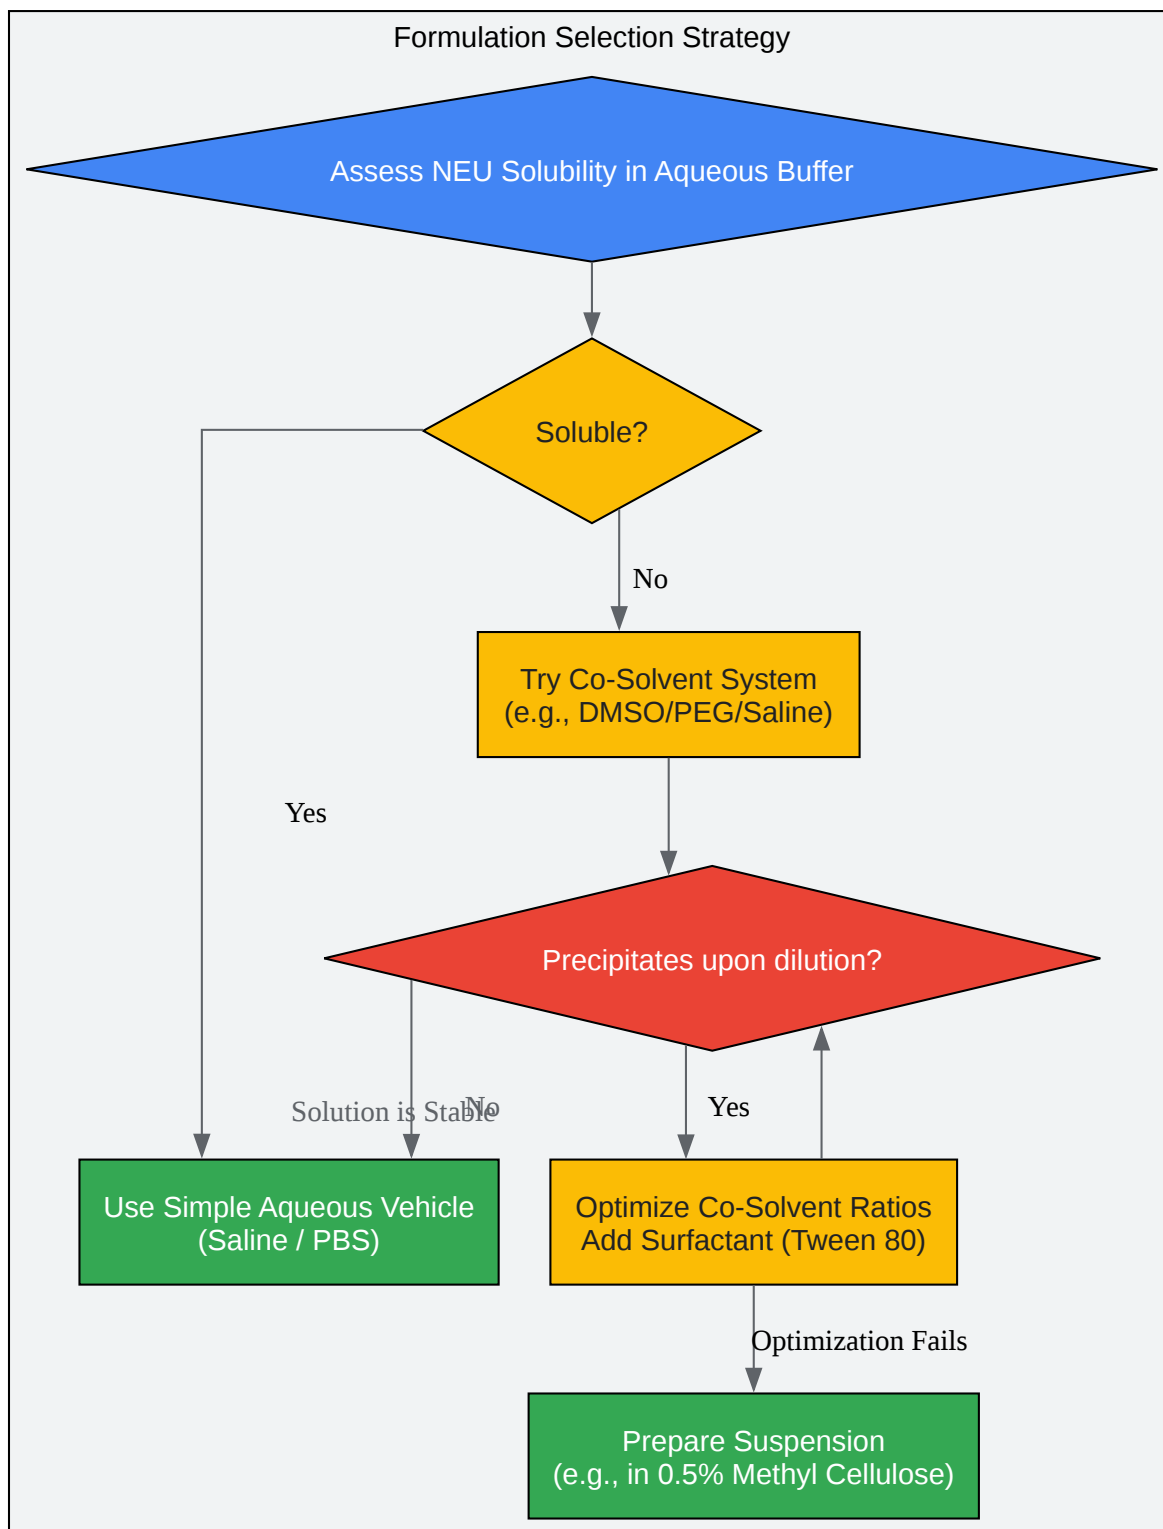 Formulation Selection Strategy
Assess NEU Solubility in Aqueous Buffer
Soluble?
No
Try Co-Solvent System
(e.g., DMSO/PEG/Saline)
Yes
Precipitates upon dilution?
Solution is Stable
No
Yes
Use Simple Aqueous Vehicle
(Saline / PBS)
Optimize Co-Solvent Ratios
Add Surfactant (Tween 80)
Optimization Fails
Prepare Suspension
(e.g., in 0.5% Methyl Cellulose)